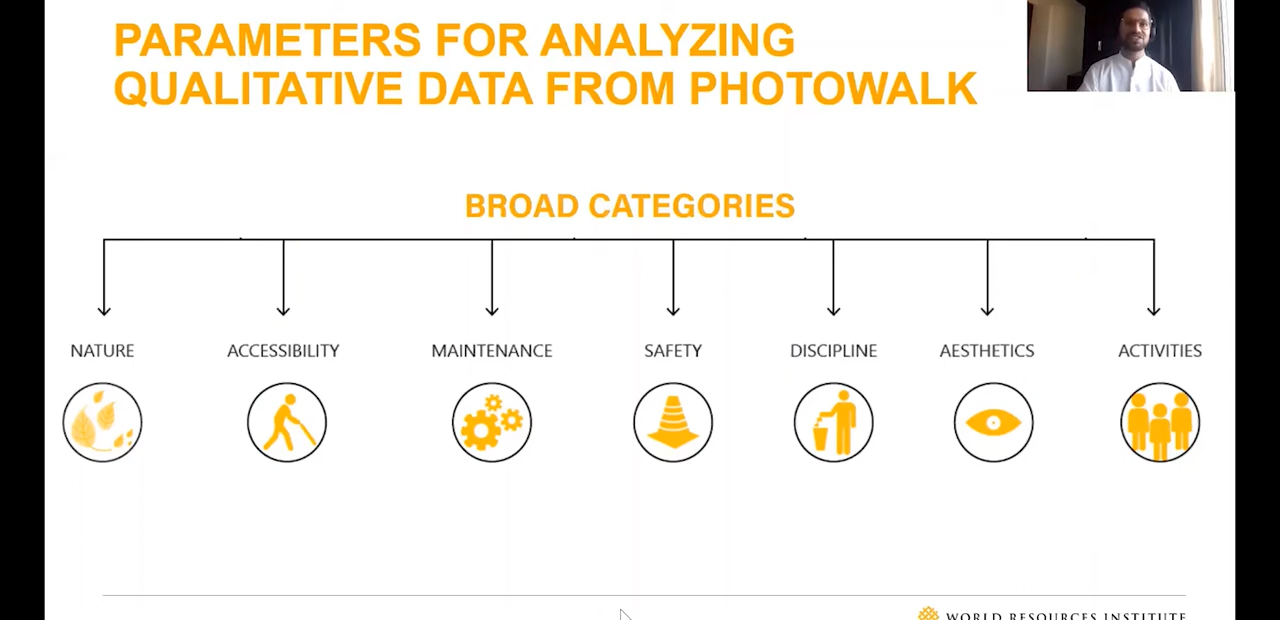 PARAMETERS FOR ANALYZING
QUALITATIVE DATA FROM PHOTOWALK
BROAD CATEGORIES
NATURE ACCESSIBILITY MAINTENANCE SAFETY DISCIPLINE AESTHETICS ACTIVITIES
WORLD RESOURCES INSTITUTE